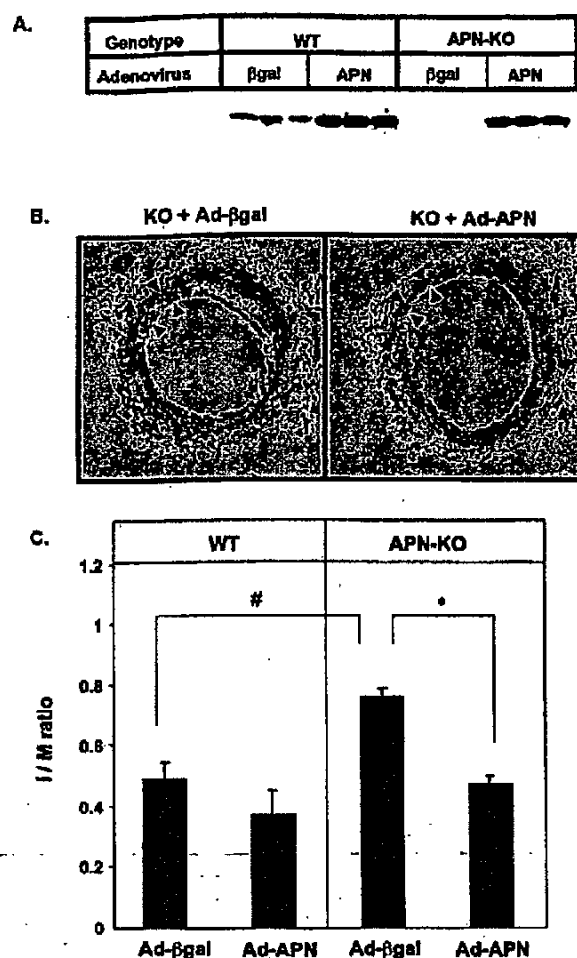 A.
Genotype WT APN-KO
Adenovirus βgal APN βgal APN
B.
KO + Ad-βgal KO + Ad-APN
C.
WT APN-KO
1.2
# *
1
0.8
0.6
0.4
0.2
0
I / M ratio
Ad-βgal Ad-APN Ad-βgal Ad-APN